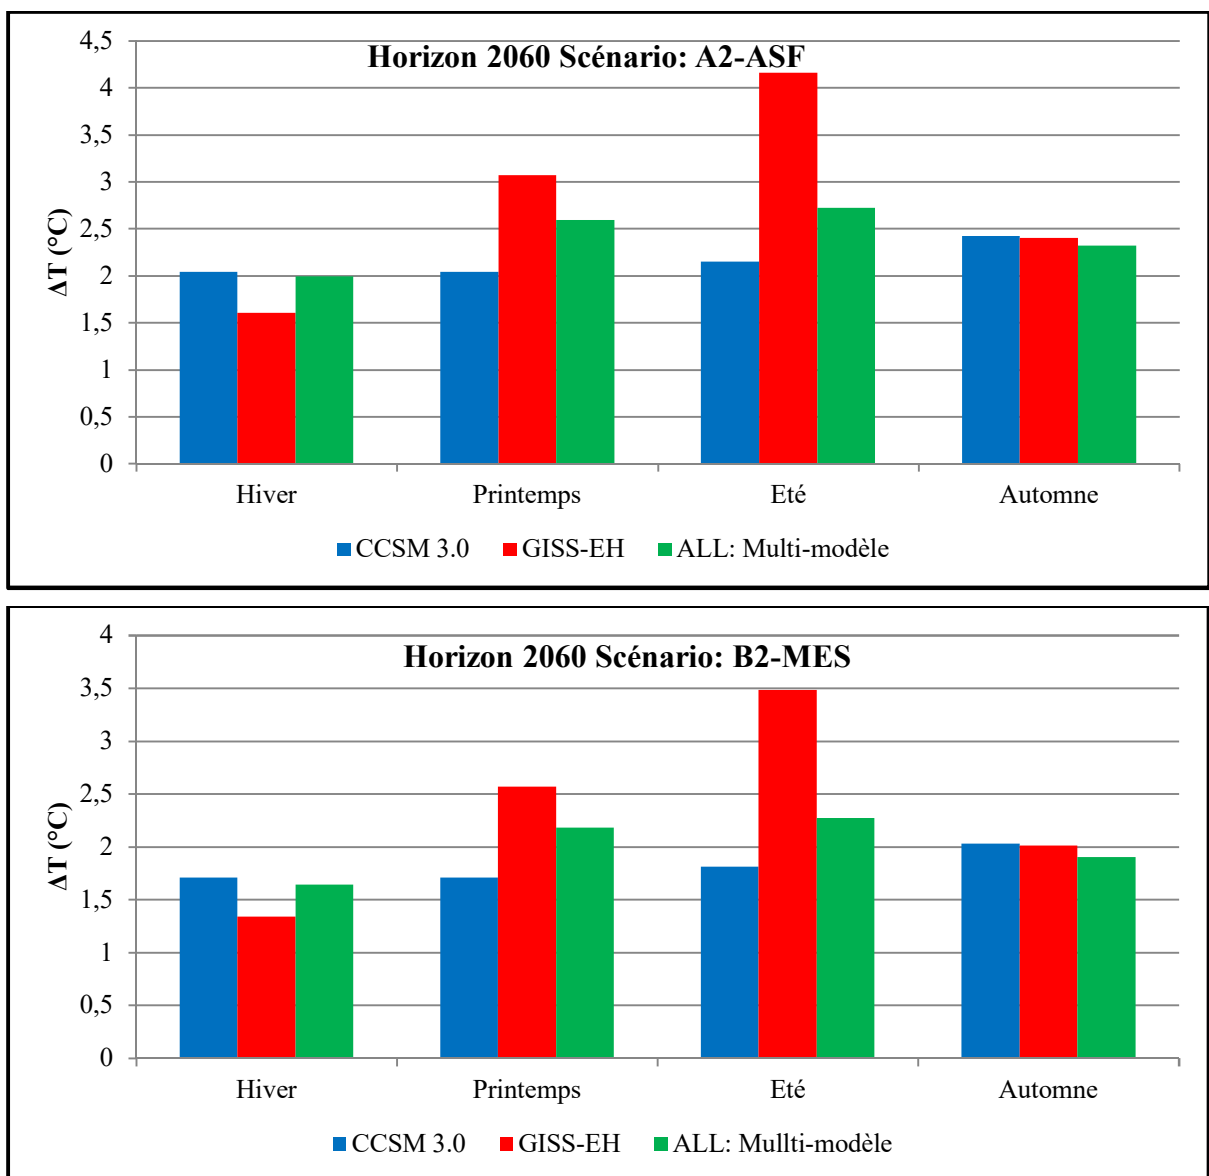 Horizon 2060 Scénario: A2-ASF
4,5
4
3,5
3
2,5
2
1,5
1
0,5
0
ΔT (°C)
Hiver Printemps Eté Automne
CCSM 3.0 GISS-EH ALL: Multi-modèle
Horizon 2060 Scénario: B2-MES
4
3,5
3
2,5
2
1,5
1
0,5
0
ΔT (°C)
Hiver Printemps Eté Automne
CCSM 3.0 GISS-EH ALL: Mullti-modèle